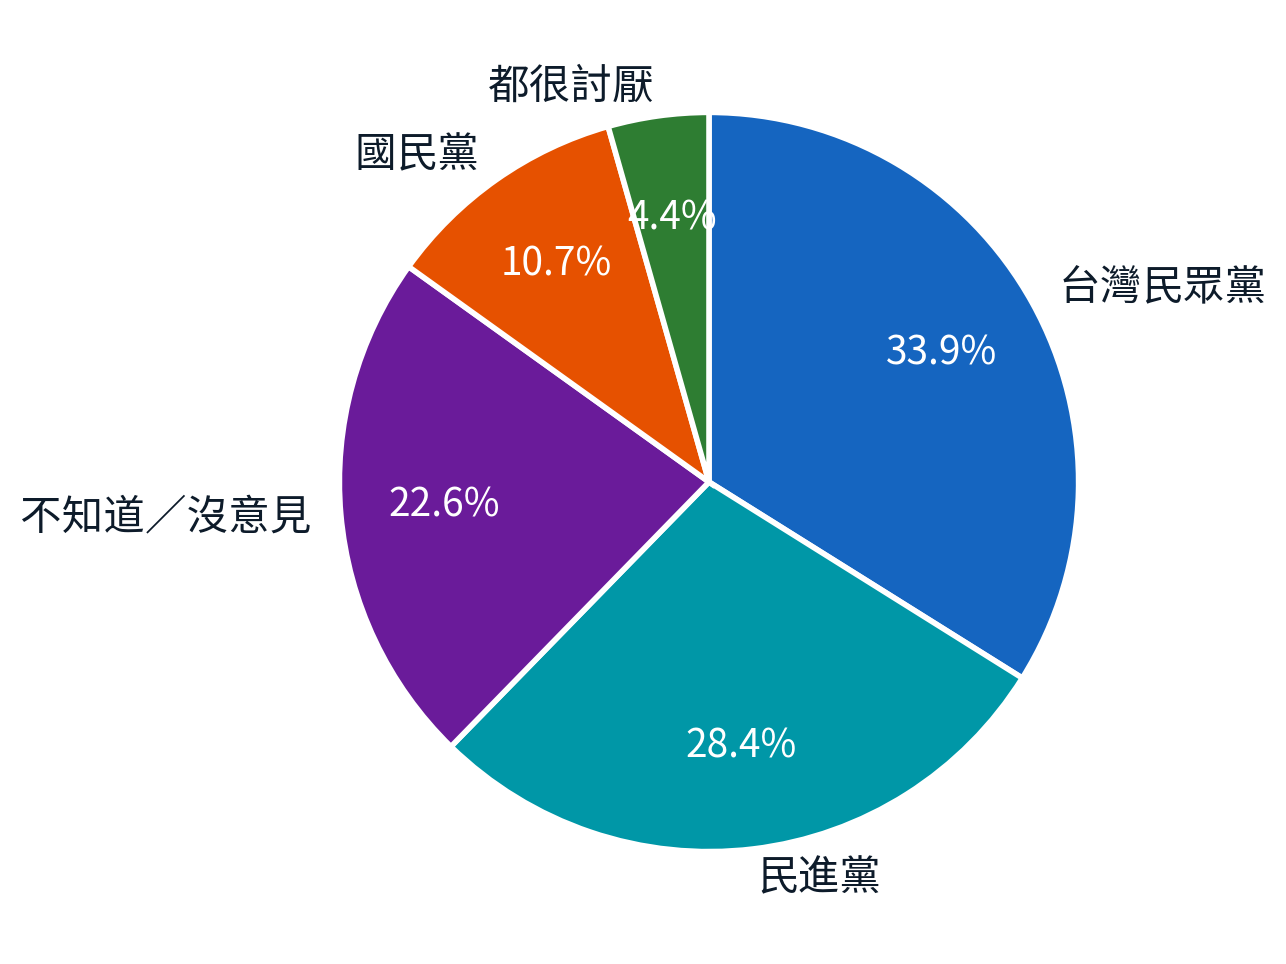 都很討厭
國民黨
4.4%
10.7%
台灣民眾黨
33.9%
不知道／沒意見
22.6%
28.4%
民進黨